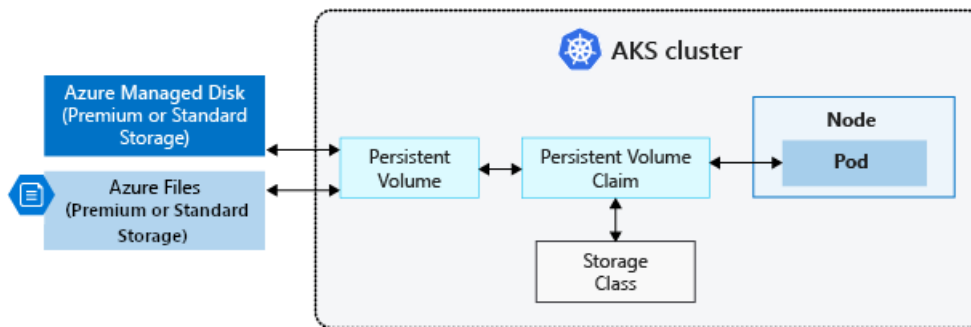 AKS cluster
Azure Managed Disk
(Premium or Standard
Storage)
Azure Files
(Premium or Standard
Storage)
Persistent
Volume
Persistent Volume
Claim
Node
Pod
Storage
Class